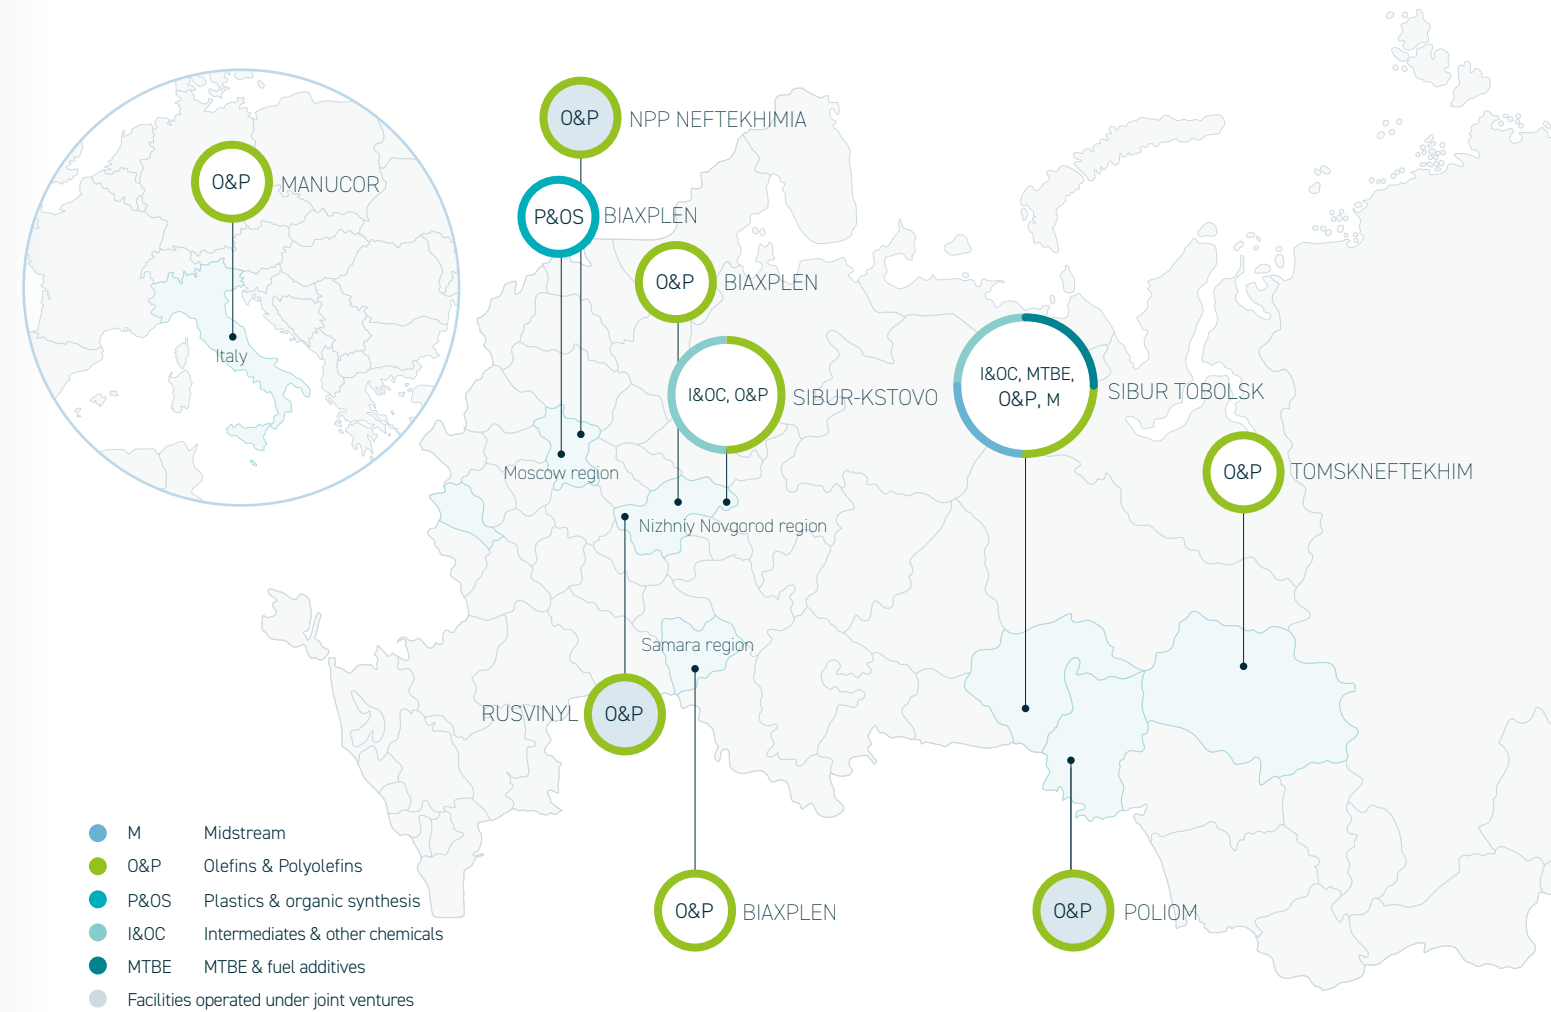 O&P NPP NEFTEKHIMIA
O&P MANUCOR
P&OS BIAXPLEN
O&P BIAXPLEN
Italy
I&OC, O&P SIBUR-KSTOVO
I&OC, MTBE,
O&P, M
SIBUR TOBOLSK
O&P TOMSKNEFTEKHIM
Moscow region
Nizhniy Novgorod region
Samara region
RUSVINYL O&P
O&P BIAXPLEN
O&P POLIOM
M Midstream
O&P Olefins & Polyolefins
P&OS Plastics & organic synthesis
I&OC Intermediates & other chemicals
MTBE MTBE & fuel additives
Facilities operated under joint ventures